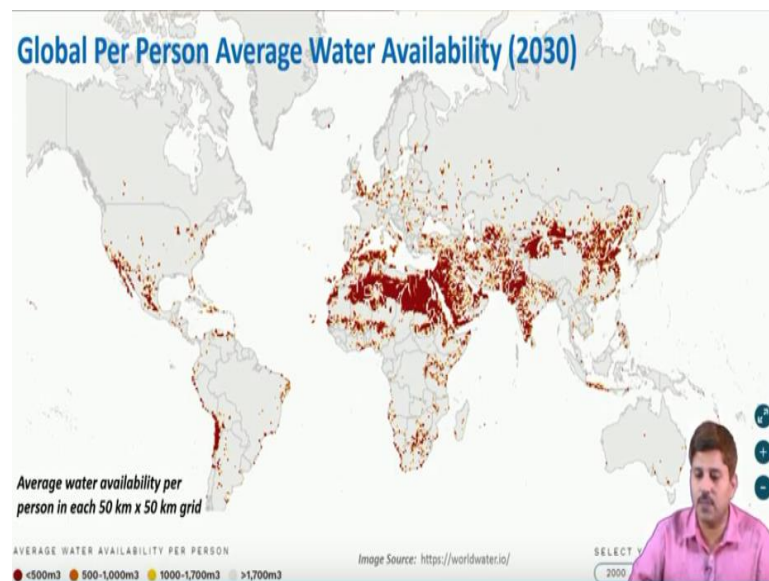 Global Per Person Average Water Availability (2030)
Average water availability per
person in each 50 km x 50 km grid
AVERAGE WATER AVAILABILITY PER PERSON
<500m3 500-1,000m3 1000-1,700m3 >1,700m3
Image Source: https://worldwater.io/
SELECT Y
2000